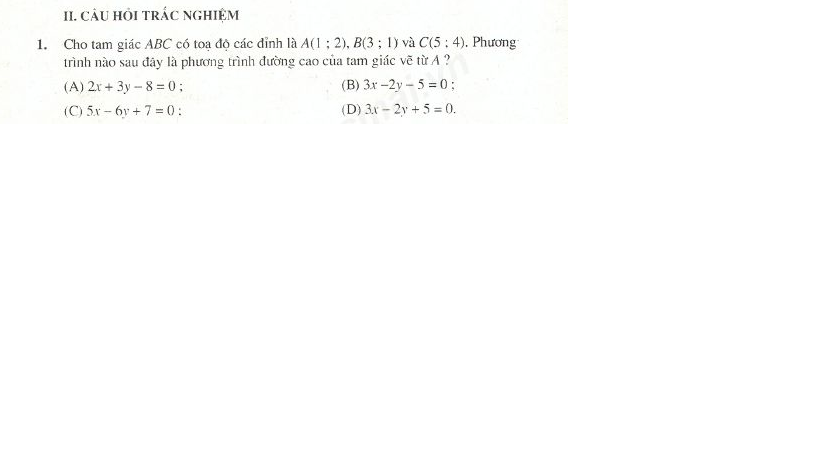 II. CÂU HỎI TRẮC NGHIỆM
1. Cho tam giác ABC có toạ độ các đỉnh là A(1 ; 2), B(3 ; 1) và C(5 ; 4). Phương
trình nào sau đây là phương trình đường cao của tam giác vẽ từ A ?
(A) 2x + 3y – 8 = 0 ; (B) 3x –2y – 5 = 0 ;
(C) 5x – 6y + 7 = 0 ; (D) 3x – 2y + 5 = 0.